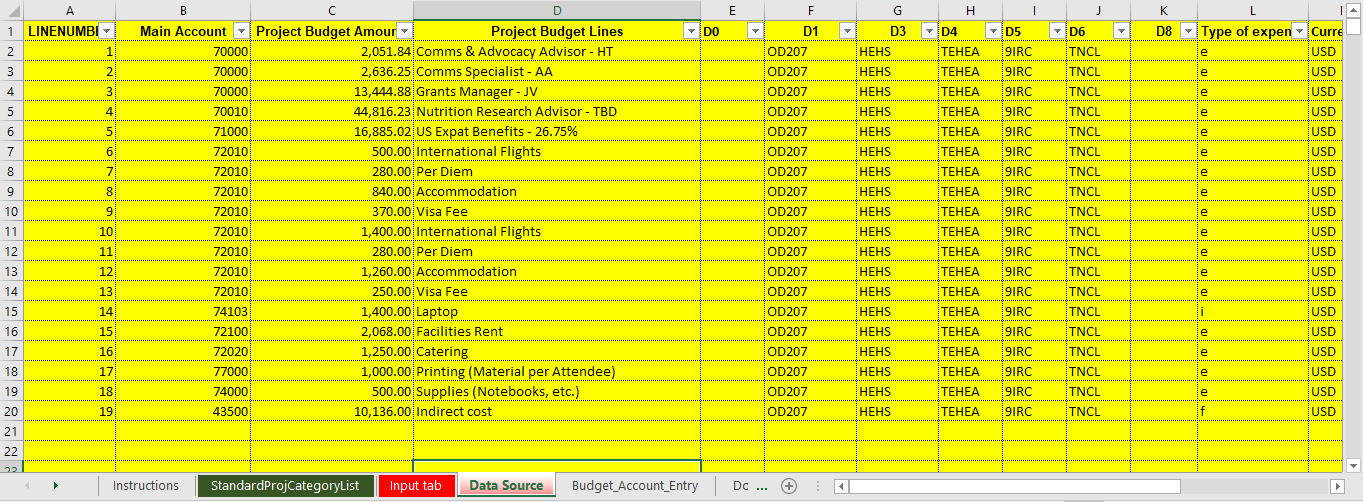 A B C D E F G H I J K L
1 LINENUMB Main Account Project Budget Amour Project Budget Lines D0 D1 D3 D4 D5 D6 D8 Type of expen Curre
2 1 70000 2,051.84 Comms & Advocacy Advisor - HT OD207 HEHS TEHEA 9IRC TNCL e USD
3 2 70000 2,636.25 Comms Specialist - AA OD207 HEHS TEHEA 9IRC TNCL e USD
4 3 70000 13,444.88 Grants Manager - JV OD207 HEHS TEHEA 9IRC TNCL e USD
5 4 70010 44,816.23 Nutrition Research Advisor - TBD OD207 HEHS TEHEA 9IRC TNCL e USD
6 5 71000 16,885.02 US Expat Benefits - 26.75% OD207 HEHS TEHEA 9IRC TNCL e USD
7 6 72010 500.00 International Flights OD207 HEHS TEHEA 9IRC TNCL e USD
8 7 72010 280.00 Per Diem OD207 HEHS TEHEA 9IRC TNCL e USD
9 8 72010 840.00 Accommodation OD207 HEHS TEHEA 9IRC TNCL e USD
10 9 72010 370.00 Visa Fee OD207 HEHS TEHEA 9IRC TNCL e USD
11 10 72010 1,400.00 International Flights OD207 HEHS TEHEA 9IRC TNCL e USD
12 11 72010 280.00 Per Diem OD207 HEHS TEHEA 9IRC TNCL e USD
13 12 72010 1,260.00 Accommodation OD207 HEHS TEHEA 9IRC TNCL e USD
14 13 72010 250.00 Visa Fee OD207 HEHS TEHEA 9IRC TNCL e USD
15 14 74103 1,400.00 Laptop OD207 HEHS TEHEA 9IRC TNCL i USD
16 15 72100 2,068.00 Facilities Rent OD207 HEHS TEHEA 9IRC TNCL e USD
17 16 72020 1,250.00 Catering OD207 HEHS TEHEA 9IRC TNCL e USD
18 17 77000 1,000.00 Printing (Material per Attendee) OD207 HEHS TEHEA 9IRC TNCL e USD
19 18 74000 500.00 Supplies (Notebooks, etc.) OD207 HEHS TEHEA 9IRC TNCL e USD
20 19 43500 10,136.00 Indirect cost OD207 HEHS TEHEA 9IRC TNCL f USD
21
22
23
Instructions StandardProjCategoryList Input tab Data Source Budget_Account_Entry Dc ...